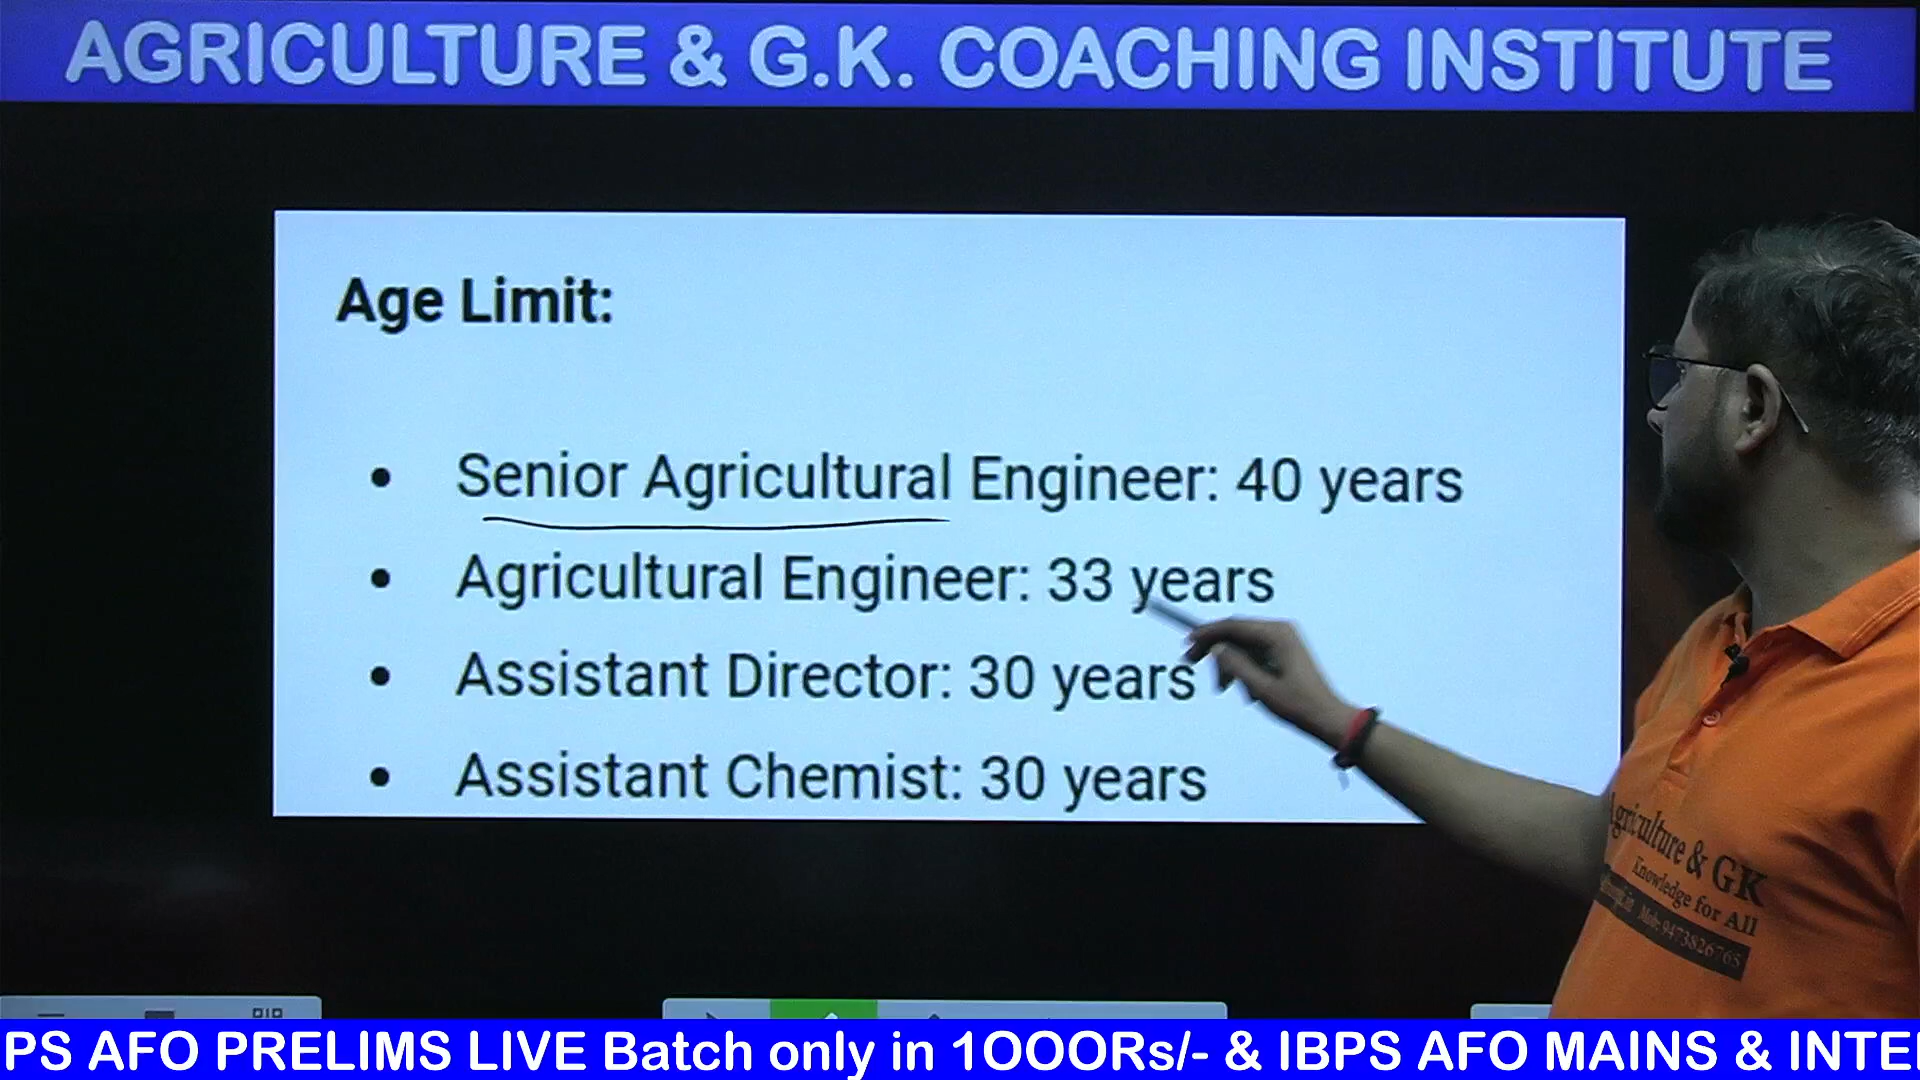 AGRICULTURE & G.K. COACHING INSTITUTE
Age Limit:
• Senior Agricultural Engineer: 40 years
• Agricultural Engineer: 33 years
• Assistant Director: 30 years
• Assistant Chemist: 30 years
Agriculture & GK
Knowledge for All
Mob: 9473826765
PS AFO PRELIMS LIVE Batch only in 1OOORs/- & IBPS AFO MAINS & INTE